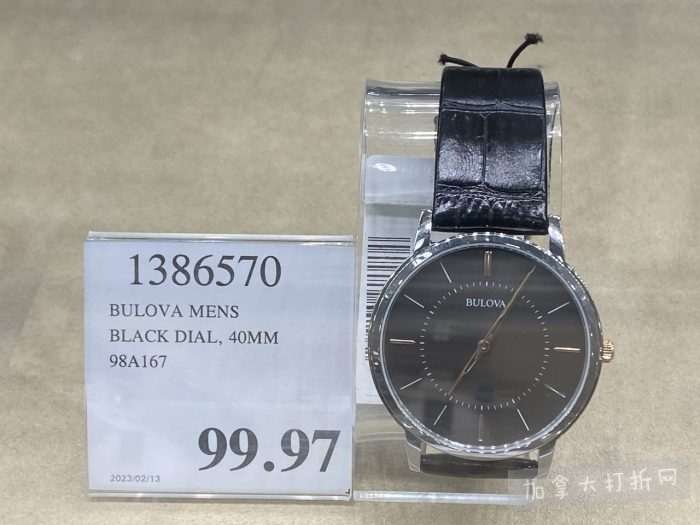 1386570
BULOVA MENS
BLACK DIAL, 40MM
98A167
99.97
2023/02/13
BULOVA
加拿大打折网